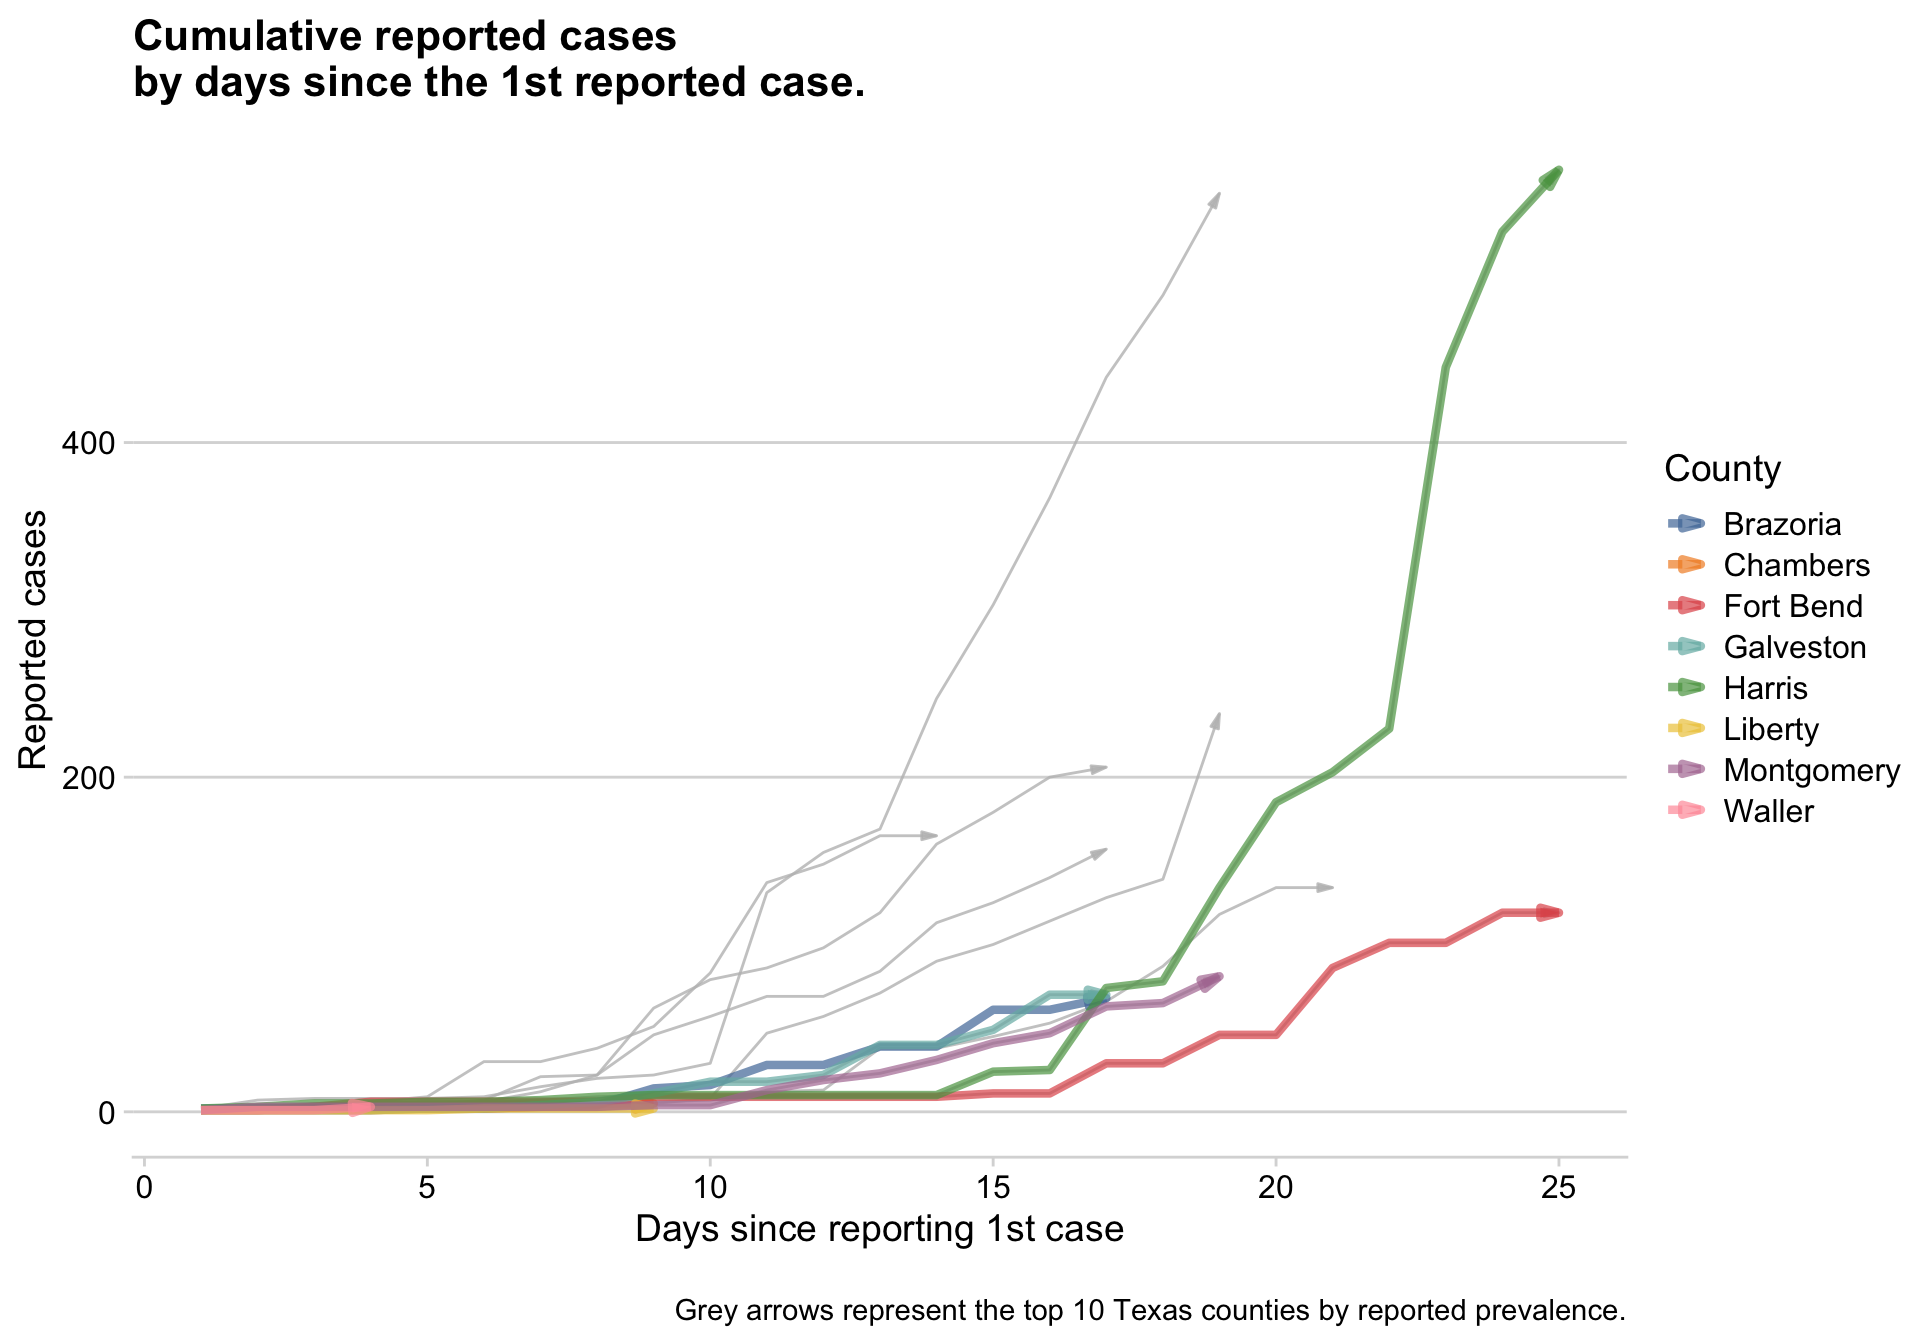 Cumulative reported cases
by days since the 1st reported case.
400
200
0
Reported cases
0 5 10 15 20 25
Days since reporting 1st case
County
Brazoria
Chambers
Fort Bend
Galveston
Harris
Liberty
Montgomery
Waller
Grey arrows represent the top 10 Texas counties by reported prevalence.